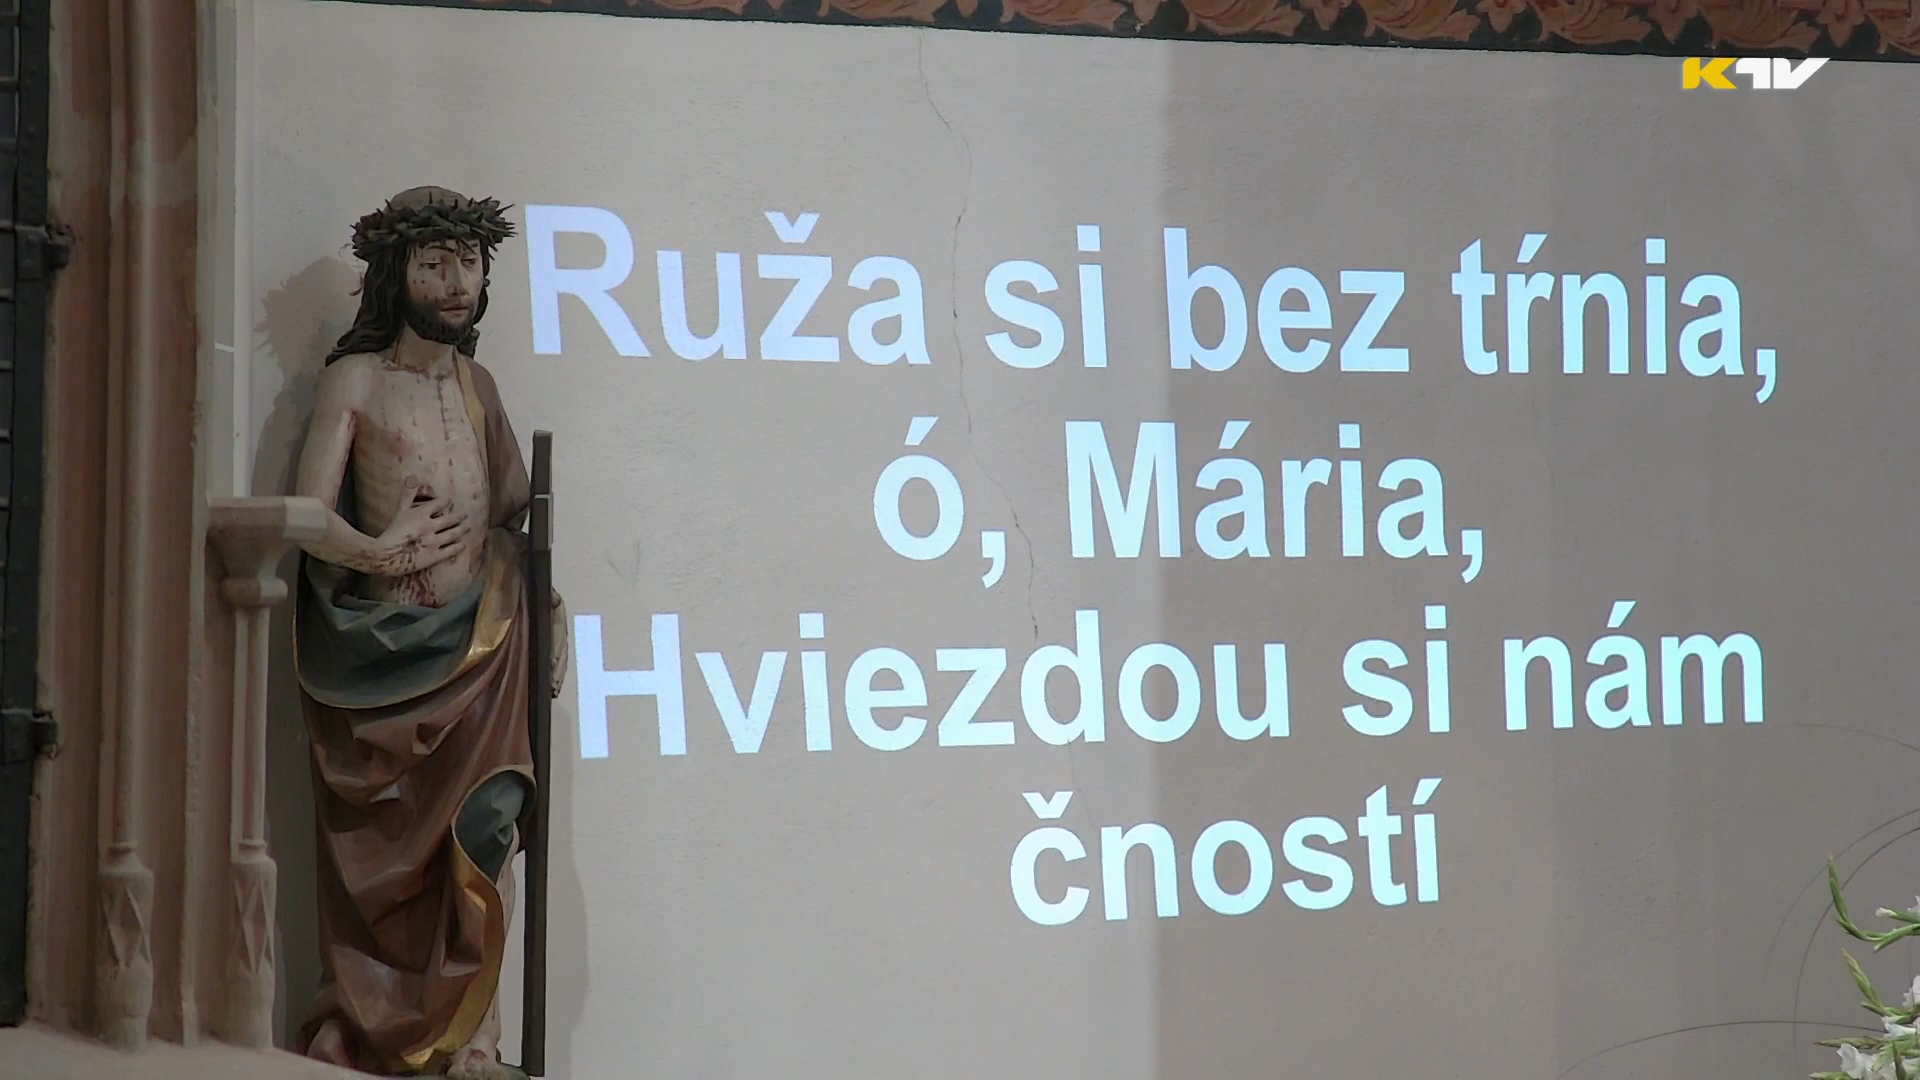 KTV
Ruža si bez tŕnia,
ó, Mária,
Hviezdou si nám
čností